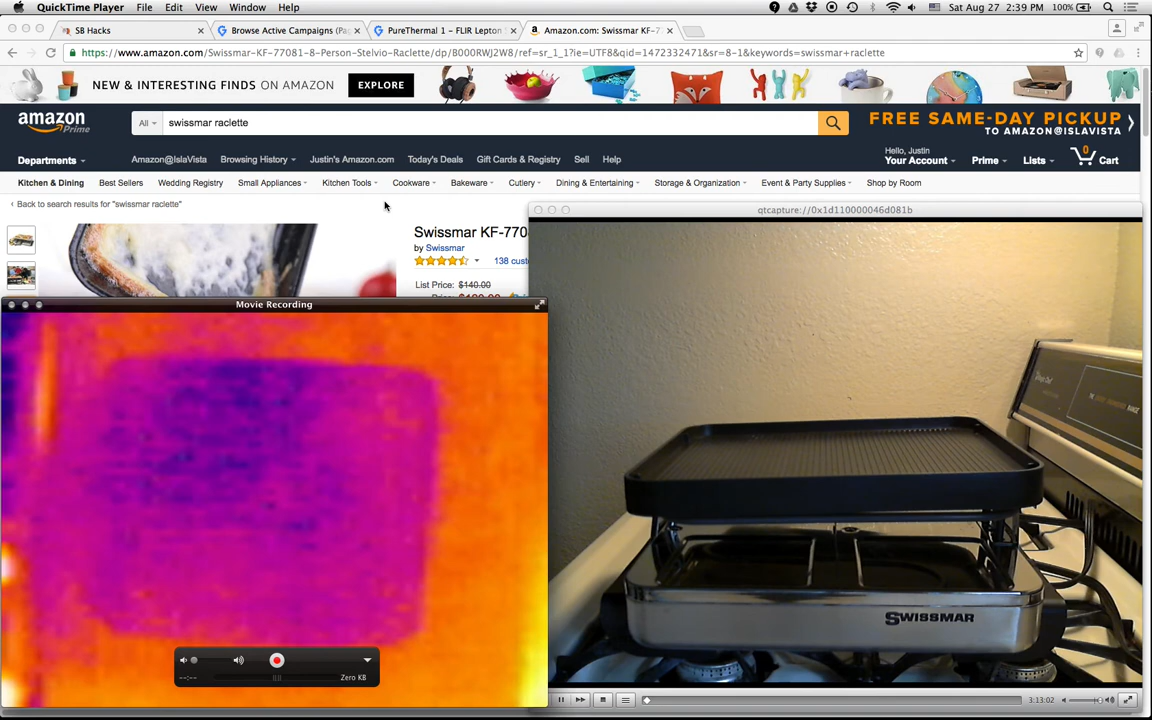 QuickTime Player File Edit View Window Help Sat Aug 27 2:39 PM 100%
SB Hacks
Browse Active Campaigns (Pa
PureThermal 1 – FLIR Lepton
Amazon.com: Swissmar KF-7
https://www.amazon.com/Swissmar-KF-77081-8-Person-Stelvio-Raclette/dp/B000RWJ2W8/ref=sr_1_1?ie=UTF8&qid=1472332471&sr=8-1&keywords=swissmar+raclette
NEW & INTERESTING FINDS ON AMAZON EXPLORE
amazon Prime
All swissmar raclette
FREE SAME-DAY PICKUP
TO AMAZON@ISLAVISTA
Departments Amazon@IslaVista Browsing History Justin's Amazon.com Today's Deals Gift Cards & Registry Sell Help
Hello, Justin
Your Account Prime Lists 0 Cart
Kitchen & Dining Best Sellers Wedding Registry Small Appliances Kitchen Tools Cookware Bakeware Cutlery Dining & Entertaining Storage & Organization Event & Party Supplies Shop by Room
‹ Back to search results for "swissmar raclette"
qtcapture://0x1d110000046d081b
Swissmar KF-770
by Swissmar
138 cust
List Price: $140.00
Movie Recording
SWISSMAR
--:-- Zero KB
3:13:02